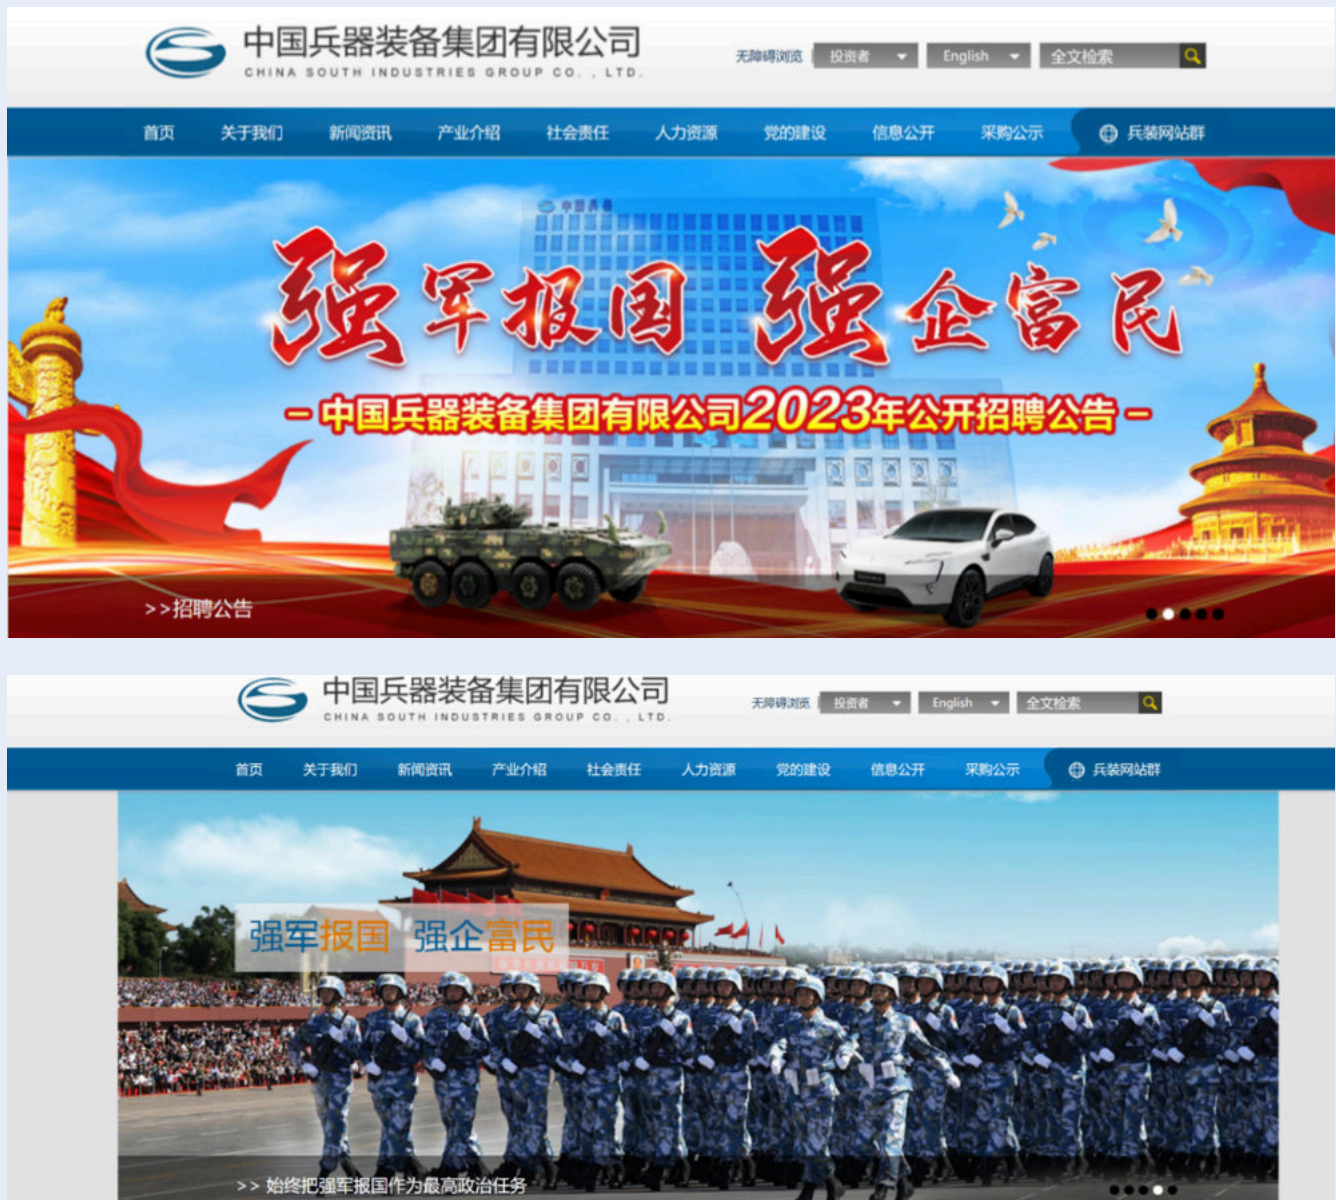 中国兵器装备集团有限公司
CHINA SOUTH INDUSTRIES GROUP CO. , LTD.
无障碍浏览 | 投资者 English 全文检索
首页 关于我们 新闻资讯 产业介绍 社会责任 人力资源 党的建设 信息公开 采购公示 兵装网站群
强军报国 强企富民
- 中国兵器装备集团有限公司2023年公开招聘公告 -
>>招聘公告
中国兵器装备集团有限公司
CHINA SOUTH INDUSTRIES GROUP CO. , LTD.
无障碍浏览 | 投资者 English 全文检索
首页 关于我们 新闻资讯 产业介绍 社会责任 人力资源 党的建设 信息公开 采购公示 兵装网站群
强军报国 强企富民
>> 始终把强军报国作为最高政治任务